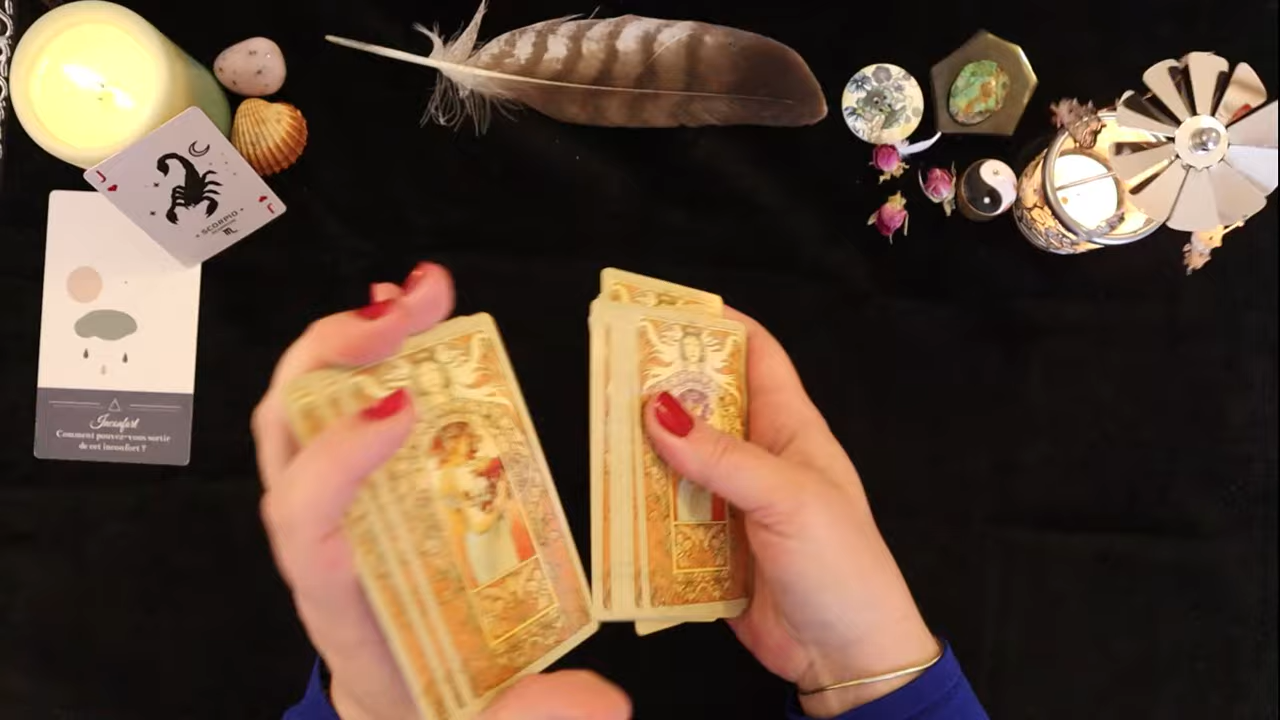 J
SCORPIO
♏
J
Inconfort
Comment pouvez-vous sortir
de cet inconfort ?